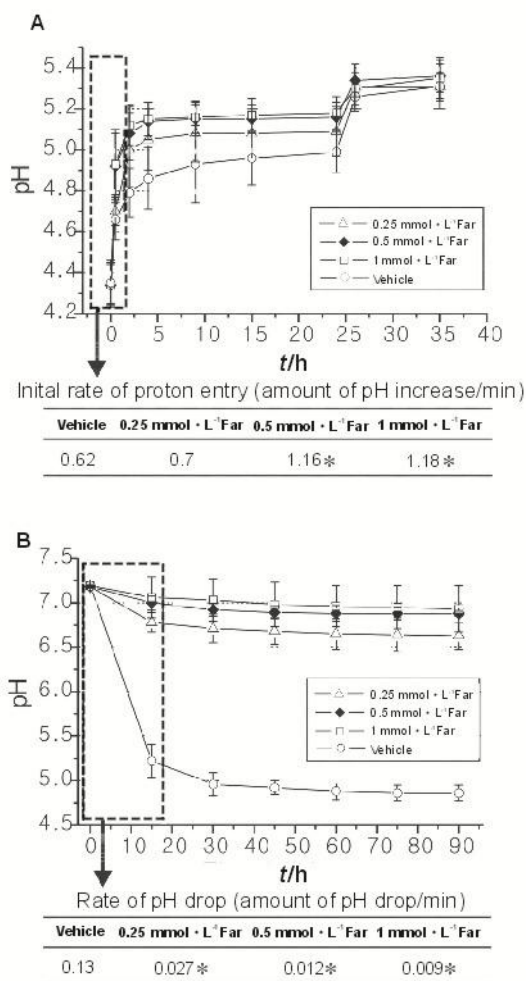 A
5.4
5.2
5.0
4.8
4.6
4.4
4.2
pH
0.25 mmol·L⁻¹Far
0.5 mmol·L⁻¹Far
1 mmol·L⁻¹Far
Vehicle
0 5 10 15 20 25 30 35 40
t/h
Inital rate of proton entry (amount of pH increase/min)
Vehicle 0.25 mmol·L⁻¹Far 0.5 mmol·L⁻¹Far 1 mmol·L⁻¹Far
0.62 0.7 1.16* 1.18*
B
7.5
7.0
6.5
6.0
5.5
5.0
4.5
pH
0.25 mmol·L⁻¹Far
0.5 mmol·L⁻¹Far
1 mmol·L⁻¹Far
Vehicle
0 10 20 30 40 50 60 70 80 90
t/h
Rate of pH drop (amount of pH drop/min)
Vehicle 0.25 mmol·L⁻¹Far 0.5 mmol·L⁻¹Far 1 mmol·L⁻¹Far
0.13 0.027* 0.012* 0.009*